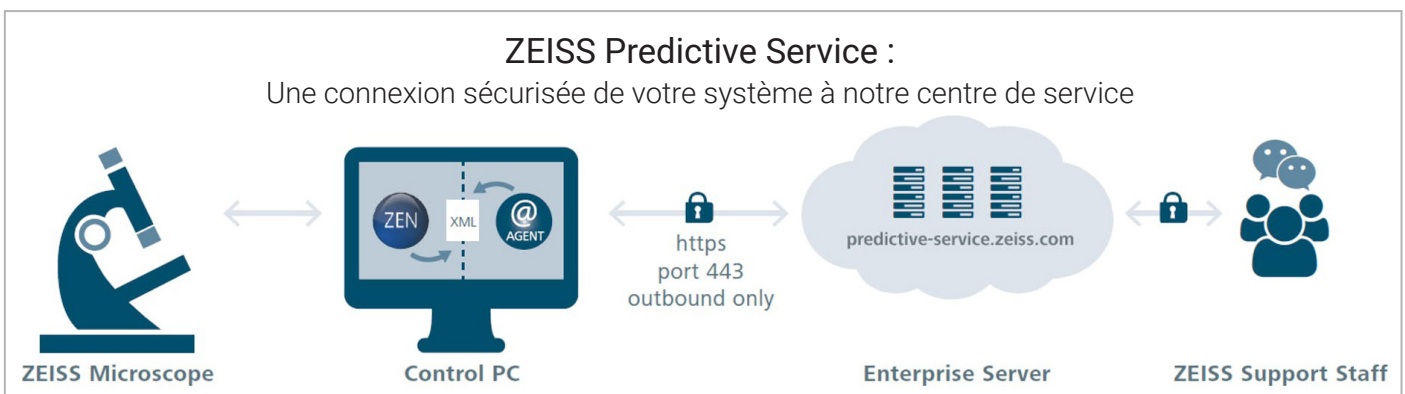 ZEISS Predictive Service :
Une connexion sécurisée de votre système à notre centre de service
ZEN
XML
@
AGENT
https
port 443
outbound only
predictive-service.zeiss.com
ZEISS Microscope
Control PC
Enterprise Server
ZEISS Support Staff